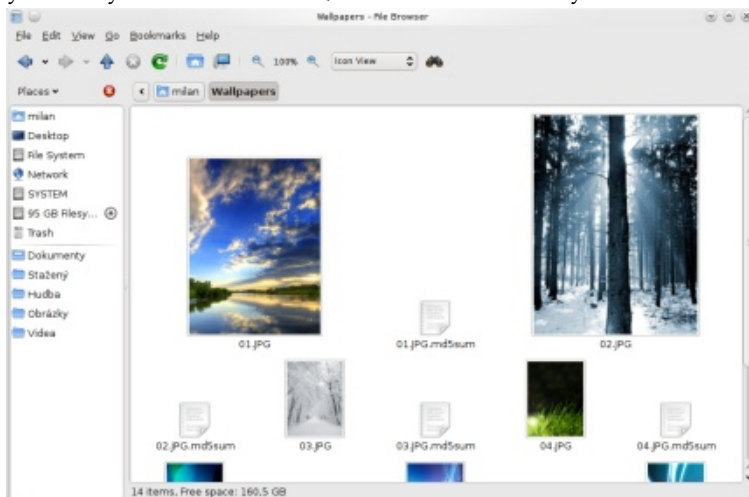 Wallpapers - File Browser
File Edit View Go Bookmarks Help
100% Icon View
Places milan Wallpapers
milan
Desktop
File System
Network
SYSTEM
95 GB Filesy...
Trash
Dokumenty
Stažený
Hudba
Obrázky
Videa
01.JPG 01.JPG.md5sum 02.JPG
02.JPG.md5sum 03.JPG 03.JPG.md5sum 04.JPG 04.JPG.md5sum
14 items, Free space: 160,5 GB